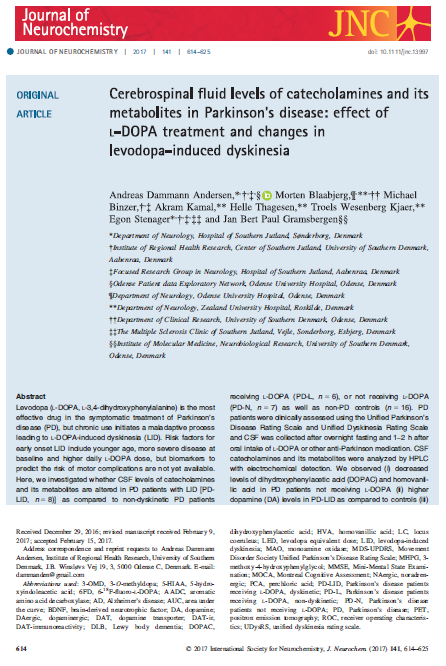 Journal of
Neurochemistry
JNC
JOURNAL OF NEUROCHEMISTRY | 2017 | 141 | 614–625
doi: 10.1111/jnc.13997
ORIGINAL
ARTICLE
Cerebrospinal fluid levels of catecholamines and its
metabolites in Parkinson's disease: effect of
L-DOPA treatment and changes in
levodopa-induced dyskinesia
Andreas Dammann Andersen,*†‡§ Morten Blaabjerg,¶**†† Michael
Binzer,†‡ Akram Kamal,** Helle Thagesen,** Troels Wesenberg Kjaer,**
Egon Stenager*†‡‡‡ and Jan Bert Paul Gramsbergen§§
*Department of Neurology, Hospital of Southern Jutland, Sønderborg, Denmark
†Institute of Regional Health Research, Center of Southern Jutland, University of Southern Denmark,
Aabenraa, Denmark
‡Focused Research Group in Neurology, Hospital of Southern Jutland, Aabenraa, Denmark
§Odense Patient data Explorative Network, Odense University Hospital, Odense, Denmark
¶Department of Neurology, Odense University Hospital, Odense, Denmark
**Department of Neurology, Zealand University Hospital, Roskilde, Denmark
††Department of Clinical Research, University of Southern Denmark, Odense, Denmark
‡‡The Multiple Sclerosis Clinic of Southern Jutland, Vejle, Sonderborg, Esbjerg, Denmark
§§Institute of Molecular Medicine, Neurobiological Research, University of Southern Denmark,
Odense, Denmark
Abstract
Levodopa (L-DOPA, L-3,4-dihydroxyphenylalanine) is the most
effective drug in the symptomatic treatment of Parkinson's
disease (PD), but chronic use initiates a maladaptive process
leading to L-DOPA-induced dyskinesia (LID). Risk factors for
early onset LID include younger age, more severe disease at
baseline and higher daily L-DOPA dose, but biomarkers to
predict the risk of motor complications are not yet available.
Here, we investigated whether CSF levels of catecholamines
and its metabolites are altered in PD patients with LID [PD-
LID, n = 8)] as compared to non-dyskinetic PD patients
receiving L-DOPA (PD-L, n = 6), or not receiving L-DOPA
(PD-N, n = 7) as well as non-PD controls (n = 16). PD
patients were clinically assessed using the Unified Parkinson's
Disease Rating Scale and Unified Dyskinesia Rating Scale
and CSF was collected after overnight fasting and 1–2 h after
oral intake of L-DOPA or other anti-Parkinson medication. CSF
catecholamines and its metabolites were analyzed by HPLC
with electrochemical detection. We observed (i) decreased
levels of dihydroxyphenylacetic acid (DOPAC) and homovanil-
lic acid in PD patients not receiving L-DOPA (ii) higher
dopamine (DA) levels in PD-LID as compared to controls (iii)
Received December 29, 2016; revised manuscript received February 9,
2017; accepted February 15, 2017.
Address correspondence and reprint requests to Andreas Dammann
Andersen, Institute of Regional Health Research, University of Southern
Denmark, J.B. Winsløws Vej 19, 3, 5000 Odense C, Denmark. E-mail:
dammandan@gmail.com
Abbreviations used: 3-OMD, 3-O-methyldopa; 5-HIAA, 5-hydro-
xyindoleacetic acid; 6FD, 6-¹⁸F-fluoro-L-DOPA; AADC, aromatic
amino acid decarboxylase; AD, Alzheimer's disease; AUC, area under
the curve; BDNF, brain-derived neurotrophic factor; DA, dopamine;
DAergic, dopaminergic; DAT, dopamine transporter; DAT-ir,
DAT-immunoreactivity; DLB, Lewy body dementia; DOPAC,
dihydroxyphenylacetic acid; HVA, homovanillic acid; LC, locus
coeruleus; LED, levodopa equivalent dose; LID, levodopa-induced
dyskinesia; MAO, monoamine oxidase; MDS-UPDRS, Movement
Disorder Society Unified Parkinson's Disease Rating Scale; MHPG, 3-
methoxy-4-hydroxyphenylglycol; MMSE, Mini-Mental State Exami-
nation; MOCA, Montreal Cognitive Assessment; NAergic, noradren-
ergic; PCA, perchloric acid; PD-LID, Parkinson's disease patients
receiving L-DOPA, dyskinetic; PD-L, Parkinson's disease patients
receiving L-DOPA, non-dyskinetic; PD-N, Parkinson's disease
patients not receiving L-DOPA; PD, Parkinson's disease; PET,
positron emission tomography; ROC, receiver operating characteris-
tics; UDysRS, unified dyskinesia rating scale.
614
© 2017 International Society for Neurochemistry, J. Neurochem. (2017) 141, 614–625